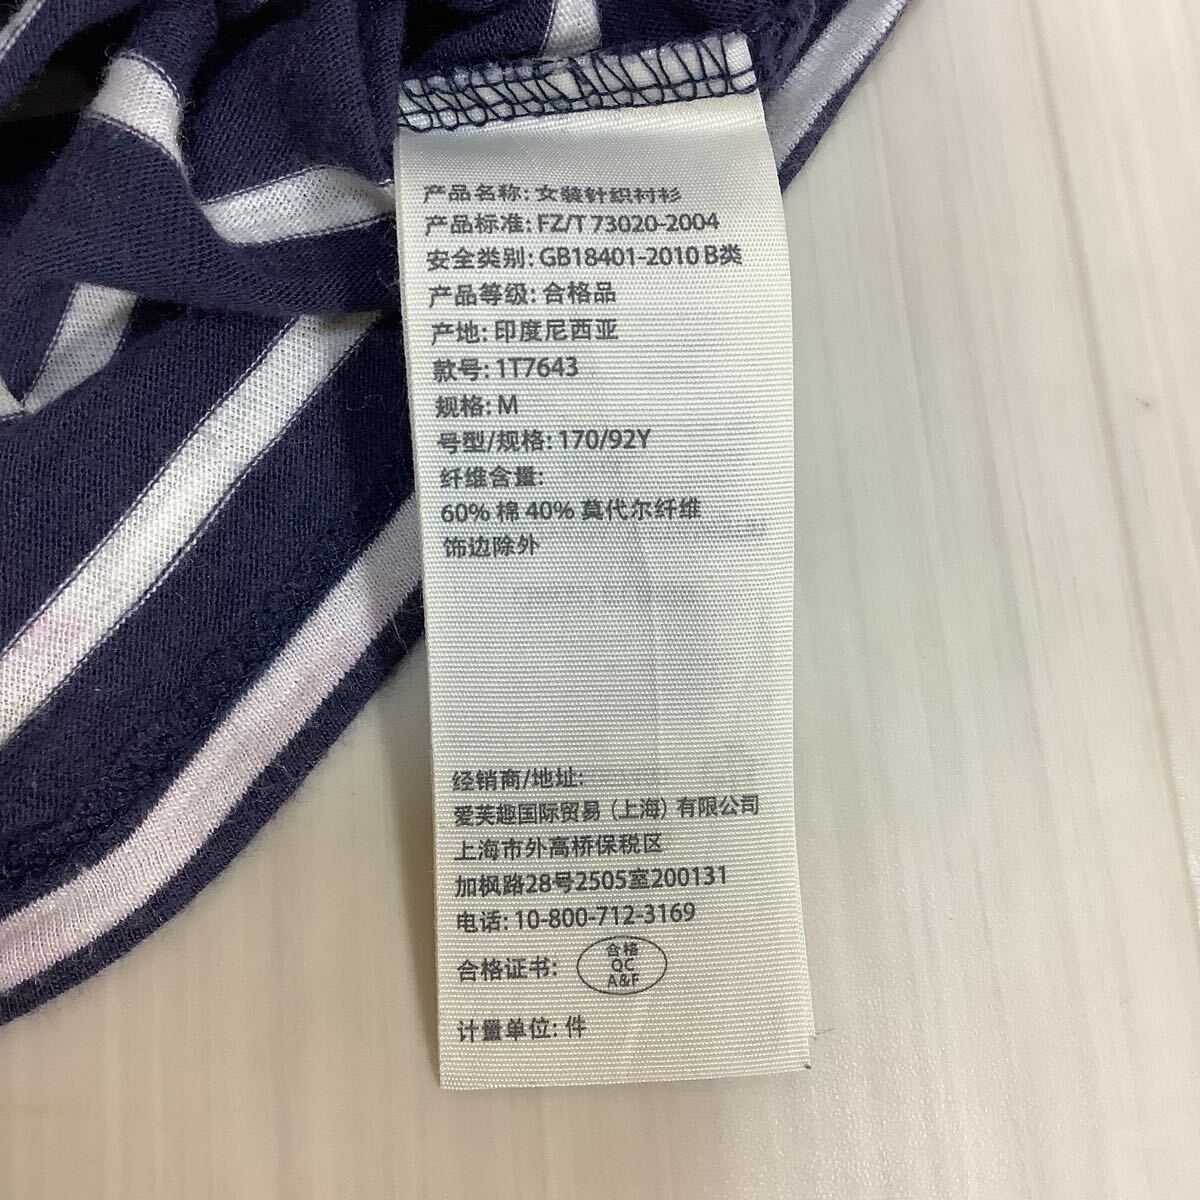 产品名称: 女装针织衬衫
产品标准: FZ/T 73020-2004
安全类别: GB18401-2010 B类
产品等级: 合格品
产地: 印度尼西亚
款号: 1T7643
规格: M
号型/规格: 170/92Y
纤维含量:
60% 棉 40% 莫代尔纤维
饰边除外
经销商/地址:
爱芙趣国际贸易 (上海) 有限公司
上海市外高桥保税区
加枫路28号2505室200131
电话: 10-800-712-3169
合格证书:
合格
QC
A&F
计量单位: 件